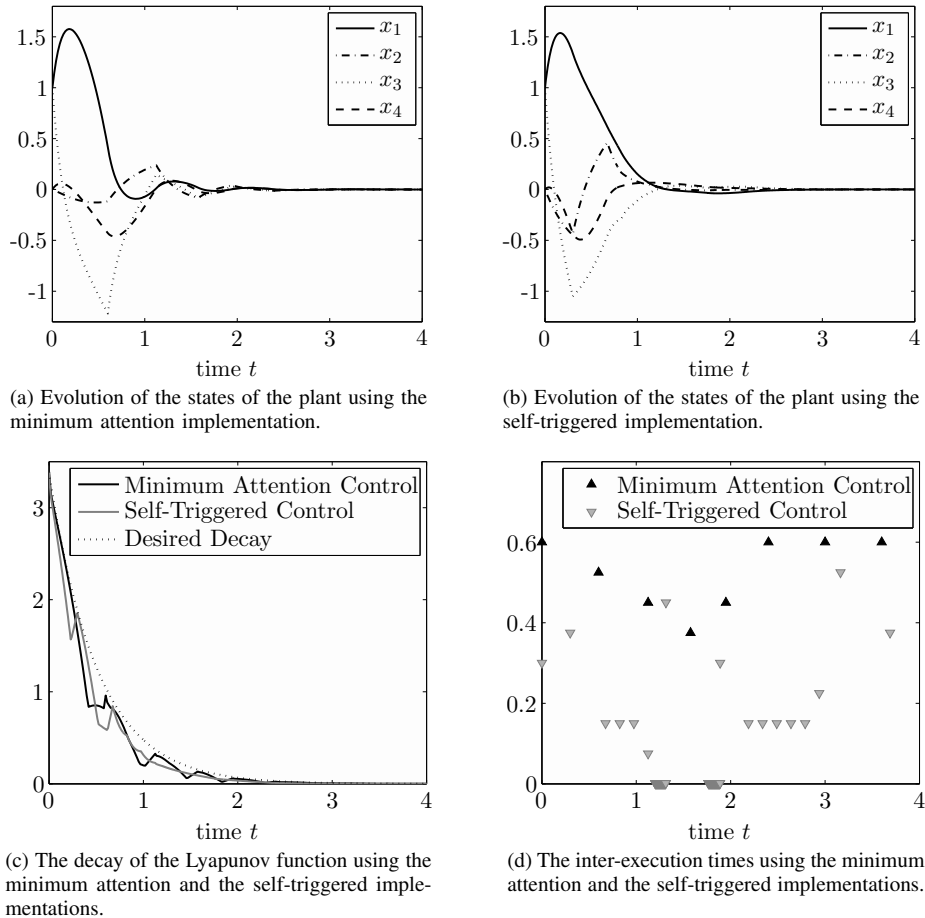 1.5
1
0.5
0
-0.5
-1
0 1 2 3 4
time t
x1
x2
x3
x4
(a) Evolution of the states of the plant using the
minimum attention implementation.
1.5
1
0.5
0
-0.5
-1
0 1 2 3 4
time t
x1
x2
x3
x4
(b) Evolution of the states of the plant using the
self-triggered implementation.
3
2
1
0
0 1 2 3 4
time t
Minimum Attention Control
Self-Triggered Control
Desired Decay
(c) The decay of the Lyapunov function using the
minimum attention and the self-triggered imple-
mentations.
0.6
0.4
0.2
0
0 1 2 3 4
time t
Minimum Attention Control
Self-Triggered Control
(d) The inter-execution times using the minimum
attention and the self-triggered implementations.